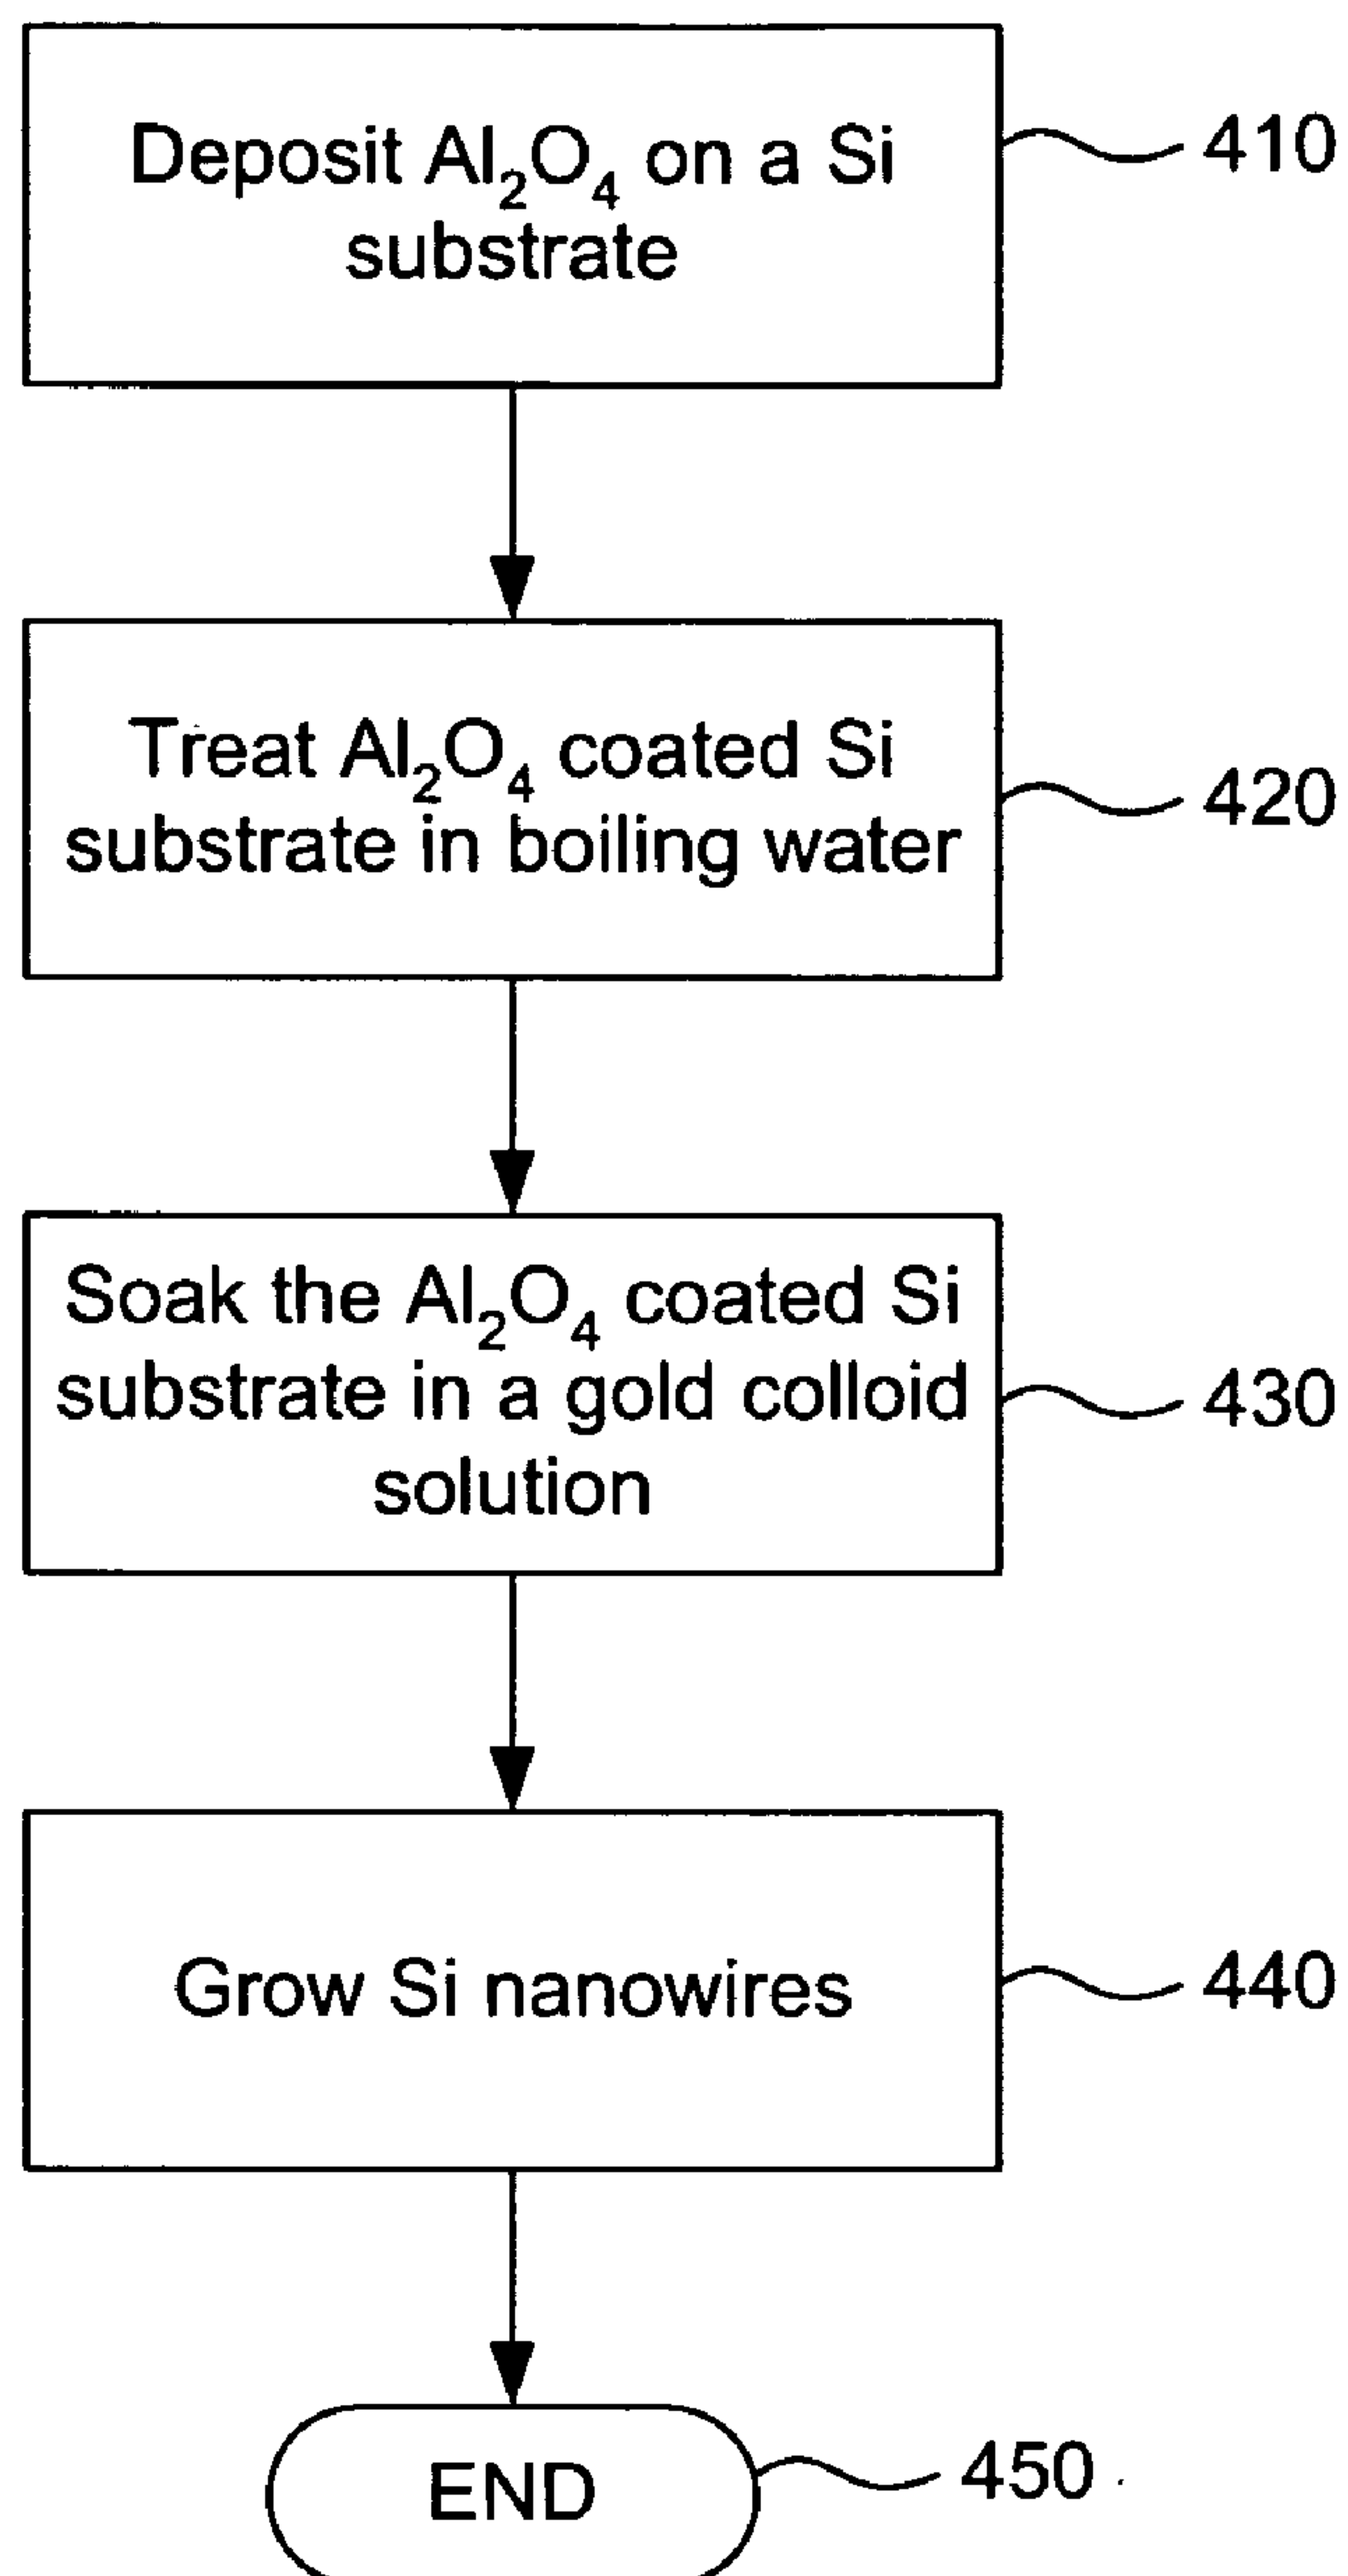 Deposit Al₂O₄ on a Si
substrate
410
Treat Al₂O₄ coated Si
substrate in boiling water
420
Soak the Al₂O₄ coated Si
substrate in a gold colloid
solution
430
Grow Si nanowires
440
END
450